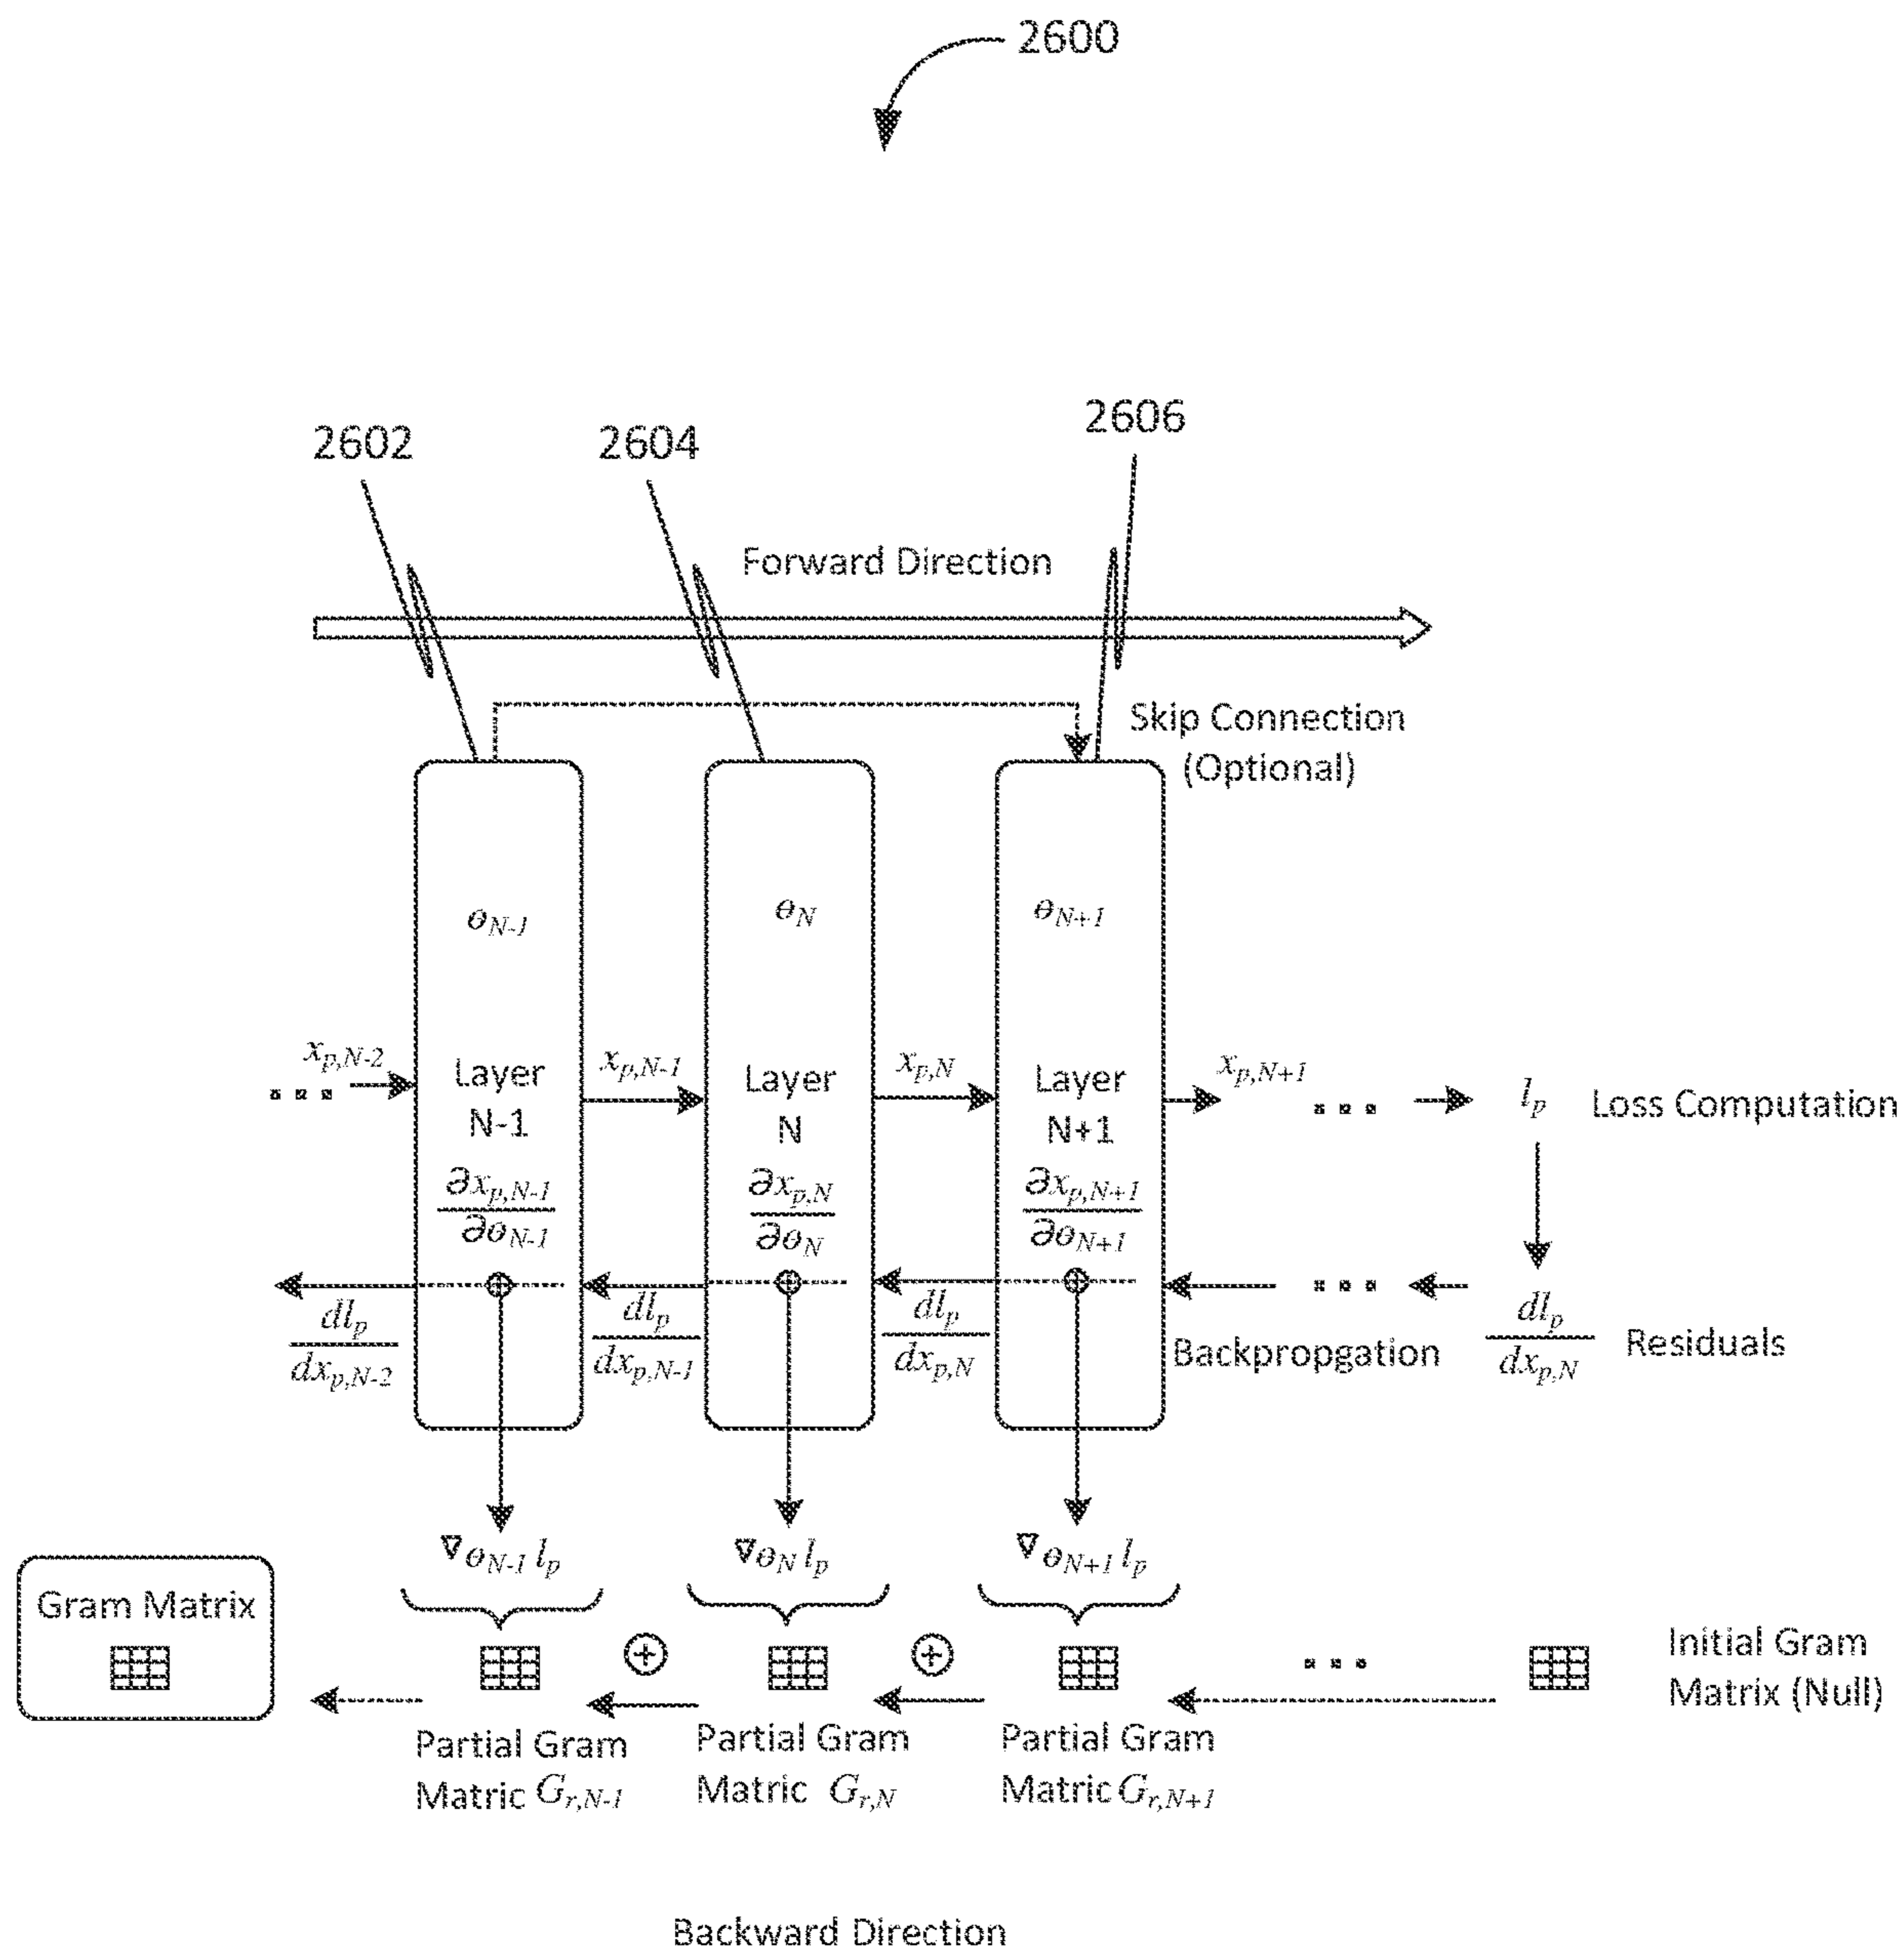 2600
2602
2604
2606
Forward Direction
Skip Connection
(Optional)
θN-1
θN
θN+1
xp,N-2
xp,N-1
xp,N
xp,N+1
Layer
N-1
Layer
N
Layer
N+1
lp
Loss Computation
∂xp,N-1
∂θN-1
∂xp,N
∂θN
∂xp,N+1
∂θN+1
dlp
dxp,N-2
dlp
dxp,N-1
dlp
dxp,N
Backpropgation
dlp
dxp,N
Residuals
∇θN-1 lp
∇θN lp
∇θN+1 lp
Gram Matrix
Initial Gram
Matrix (Null)
Partial Gram
Matric Gr,N-1
Partial Gram
Matric Gr,N
Partial Gram
Matric Gr,N+1
Backward Direction